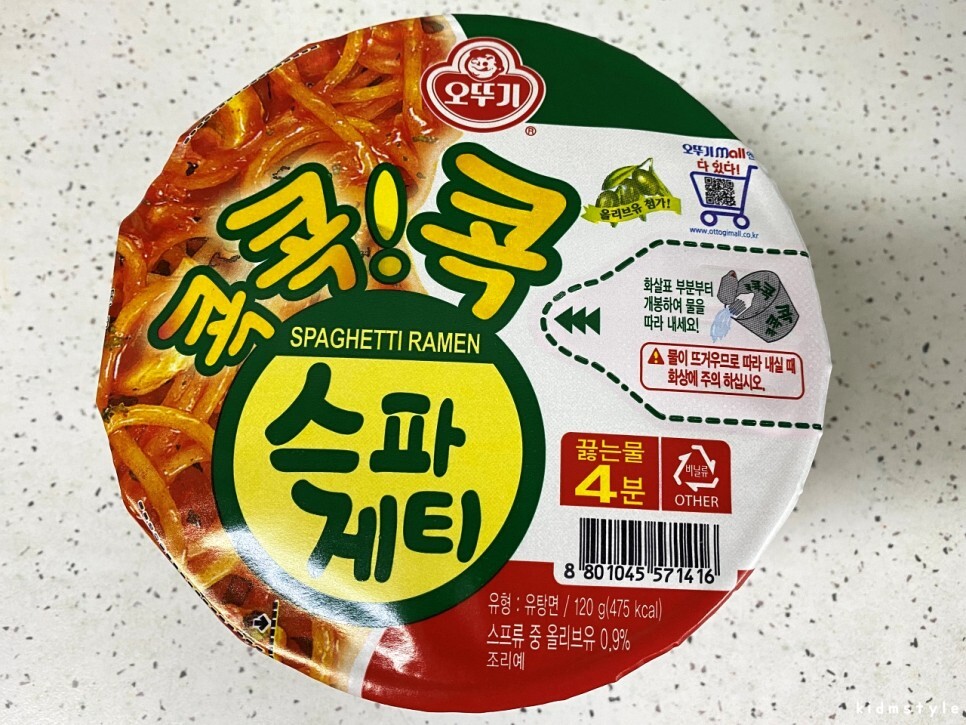 오뚜기
®
콕콕!콕
SPAGHETTI RAMEN
스파
게티
올리브유 첨가!
오뚜기mall엔
다 있다!
www.ottogimall.co.kr
화살표 부분부터
개봉하여 물을
따라 내세요!
물이 뜨거우므로 따라 내실 때
화상에 주의 하십시오.
끓는물
4분
비닐류
OTHER
8 801045 571416
유형 : 유탕면 / 120 g(475 kcal)
스프류 중 올리브유 0.9%
조리예
kidmstyle